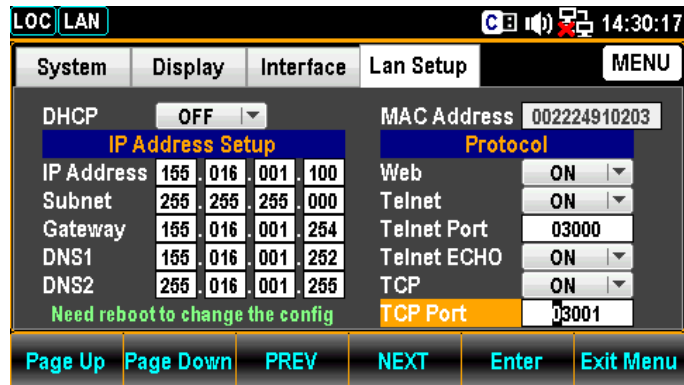 LOC LAN C 14:30:17
System Display Interface Lan Setup MENU
DHCP OFF
IP Address Setup
IP Address 155.016.001.100
Subnet 255.255.255.000
Gateway 155.016.001.254
DNS1 155.016.001.252
DNS2 255.016.001.255
Need reboot to change the config
MAC Address 002224910203
Protocol
Web ON
Telnet ON
Telnet Port 03000
Telnet ECHO ON
TCP ON
TCP Port 03001
Page Up Page Down PREV NEXT Enter Exit Menu